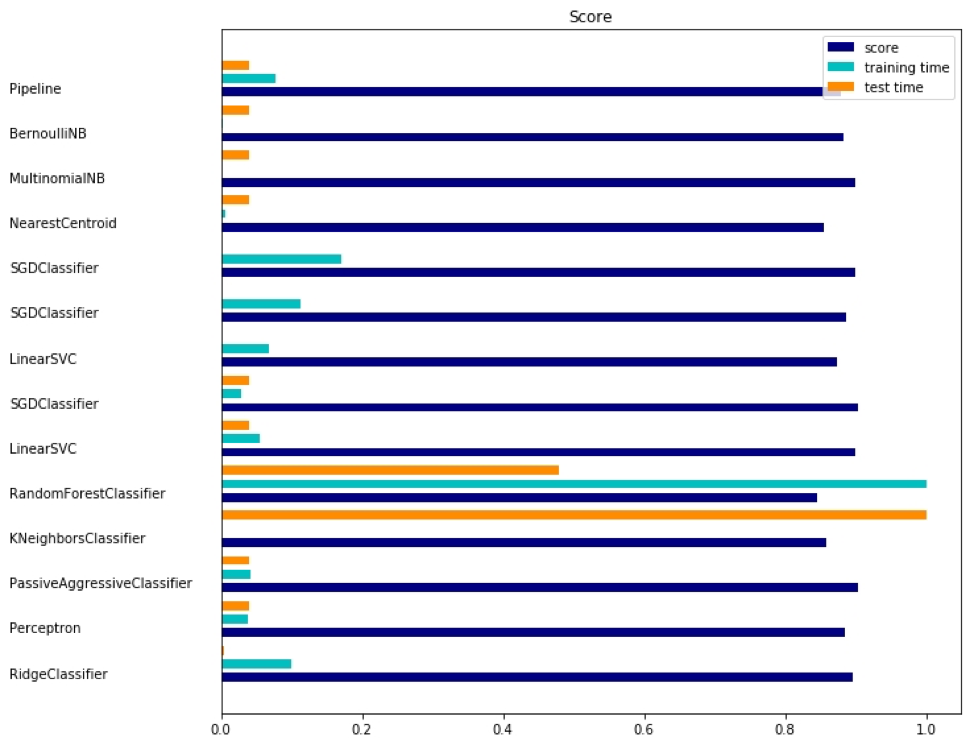 Score
score
training time
test time
Pipeline
BernoulliNB
MultinomialNB
NearestCentroid
SGDClassifier
SGDClassifier
LinearSVC
SGDClassifier
LinearSVC
RandomForestClassifier
KNeighborsClassifier
PassiveAggressiveClassifier
Perceptron
RidgeClassifier
0.0 0.2 0.4 0.6 0.8 1.0